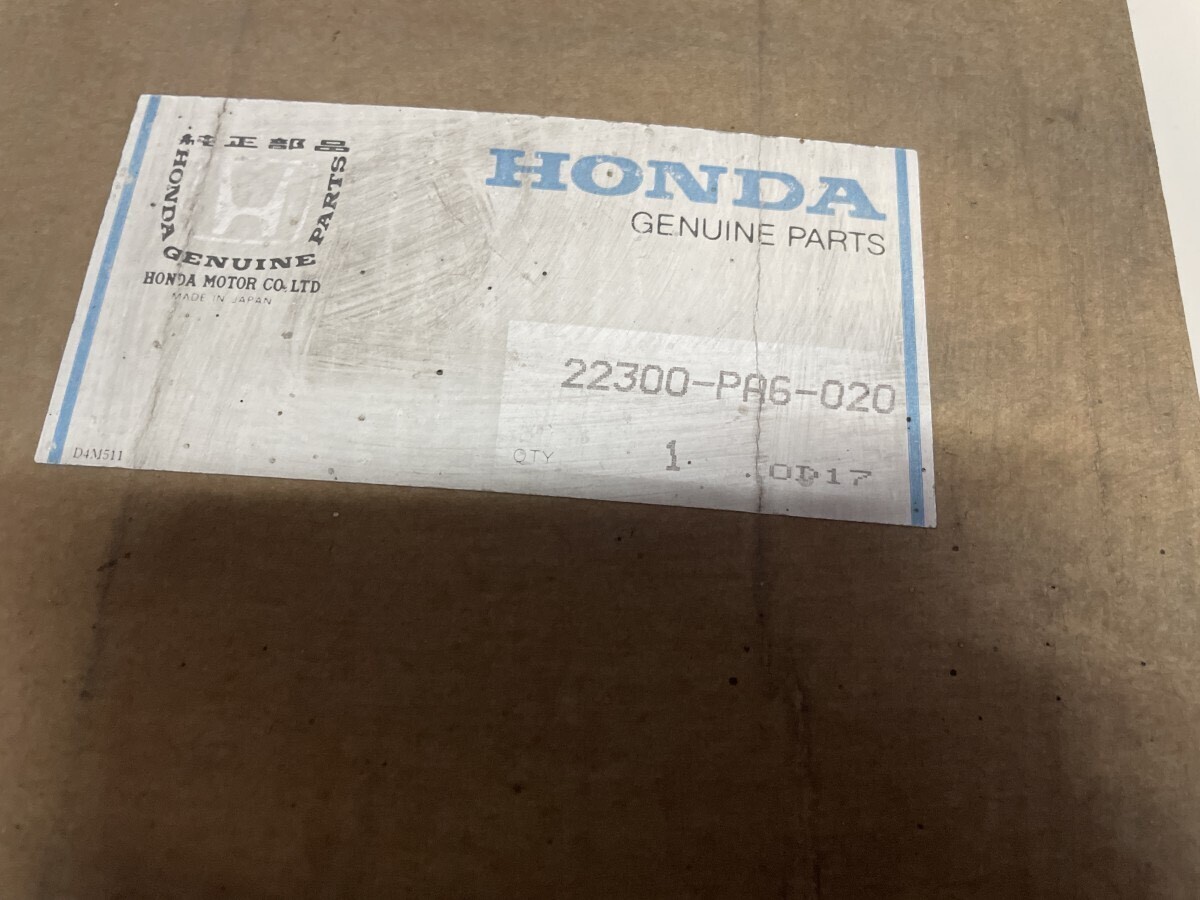 純正部品
HONDA GENUINE PARTS
HONDA MOTOR CO.,LTD
MADE IN JAPAN
HONDA
GENUINE PARTS
22300-PA6-020
QTY 1 0D17
D4M511